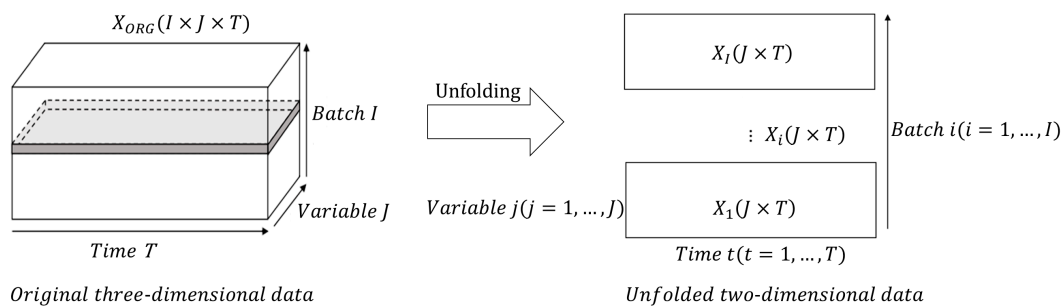 X_ORG(I × J × T)
Batch I
Variable J
Time T
Original three-dimensional data
Unfolding
X_I(J × T)
⋮ X_i(J × T)
Batch i(i = 1, ..., I)
X_1(J × T)
Variable j(j = 1, ..., J)
Time t(t = 1, ..., T)
Unfolded two-dimensional data